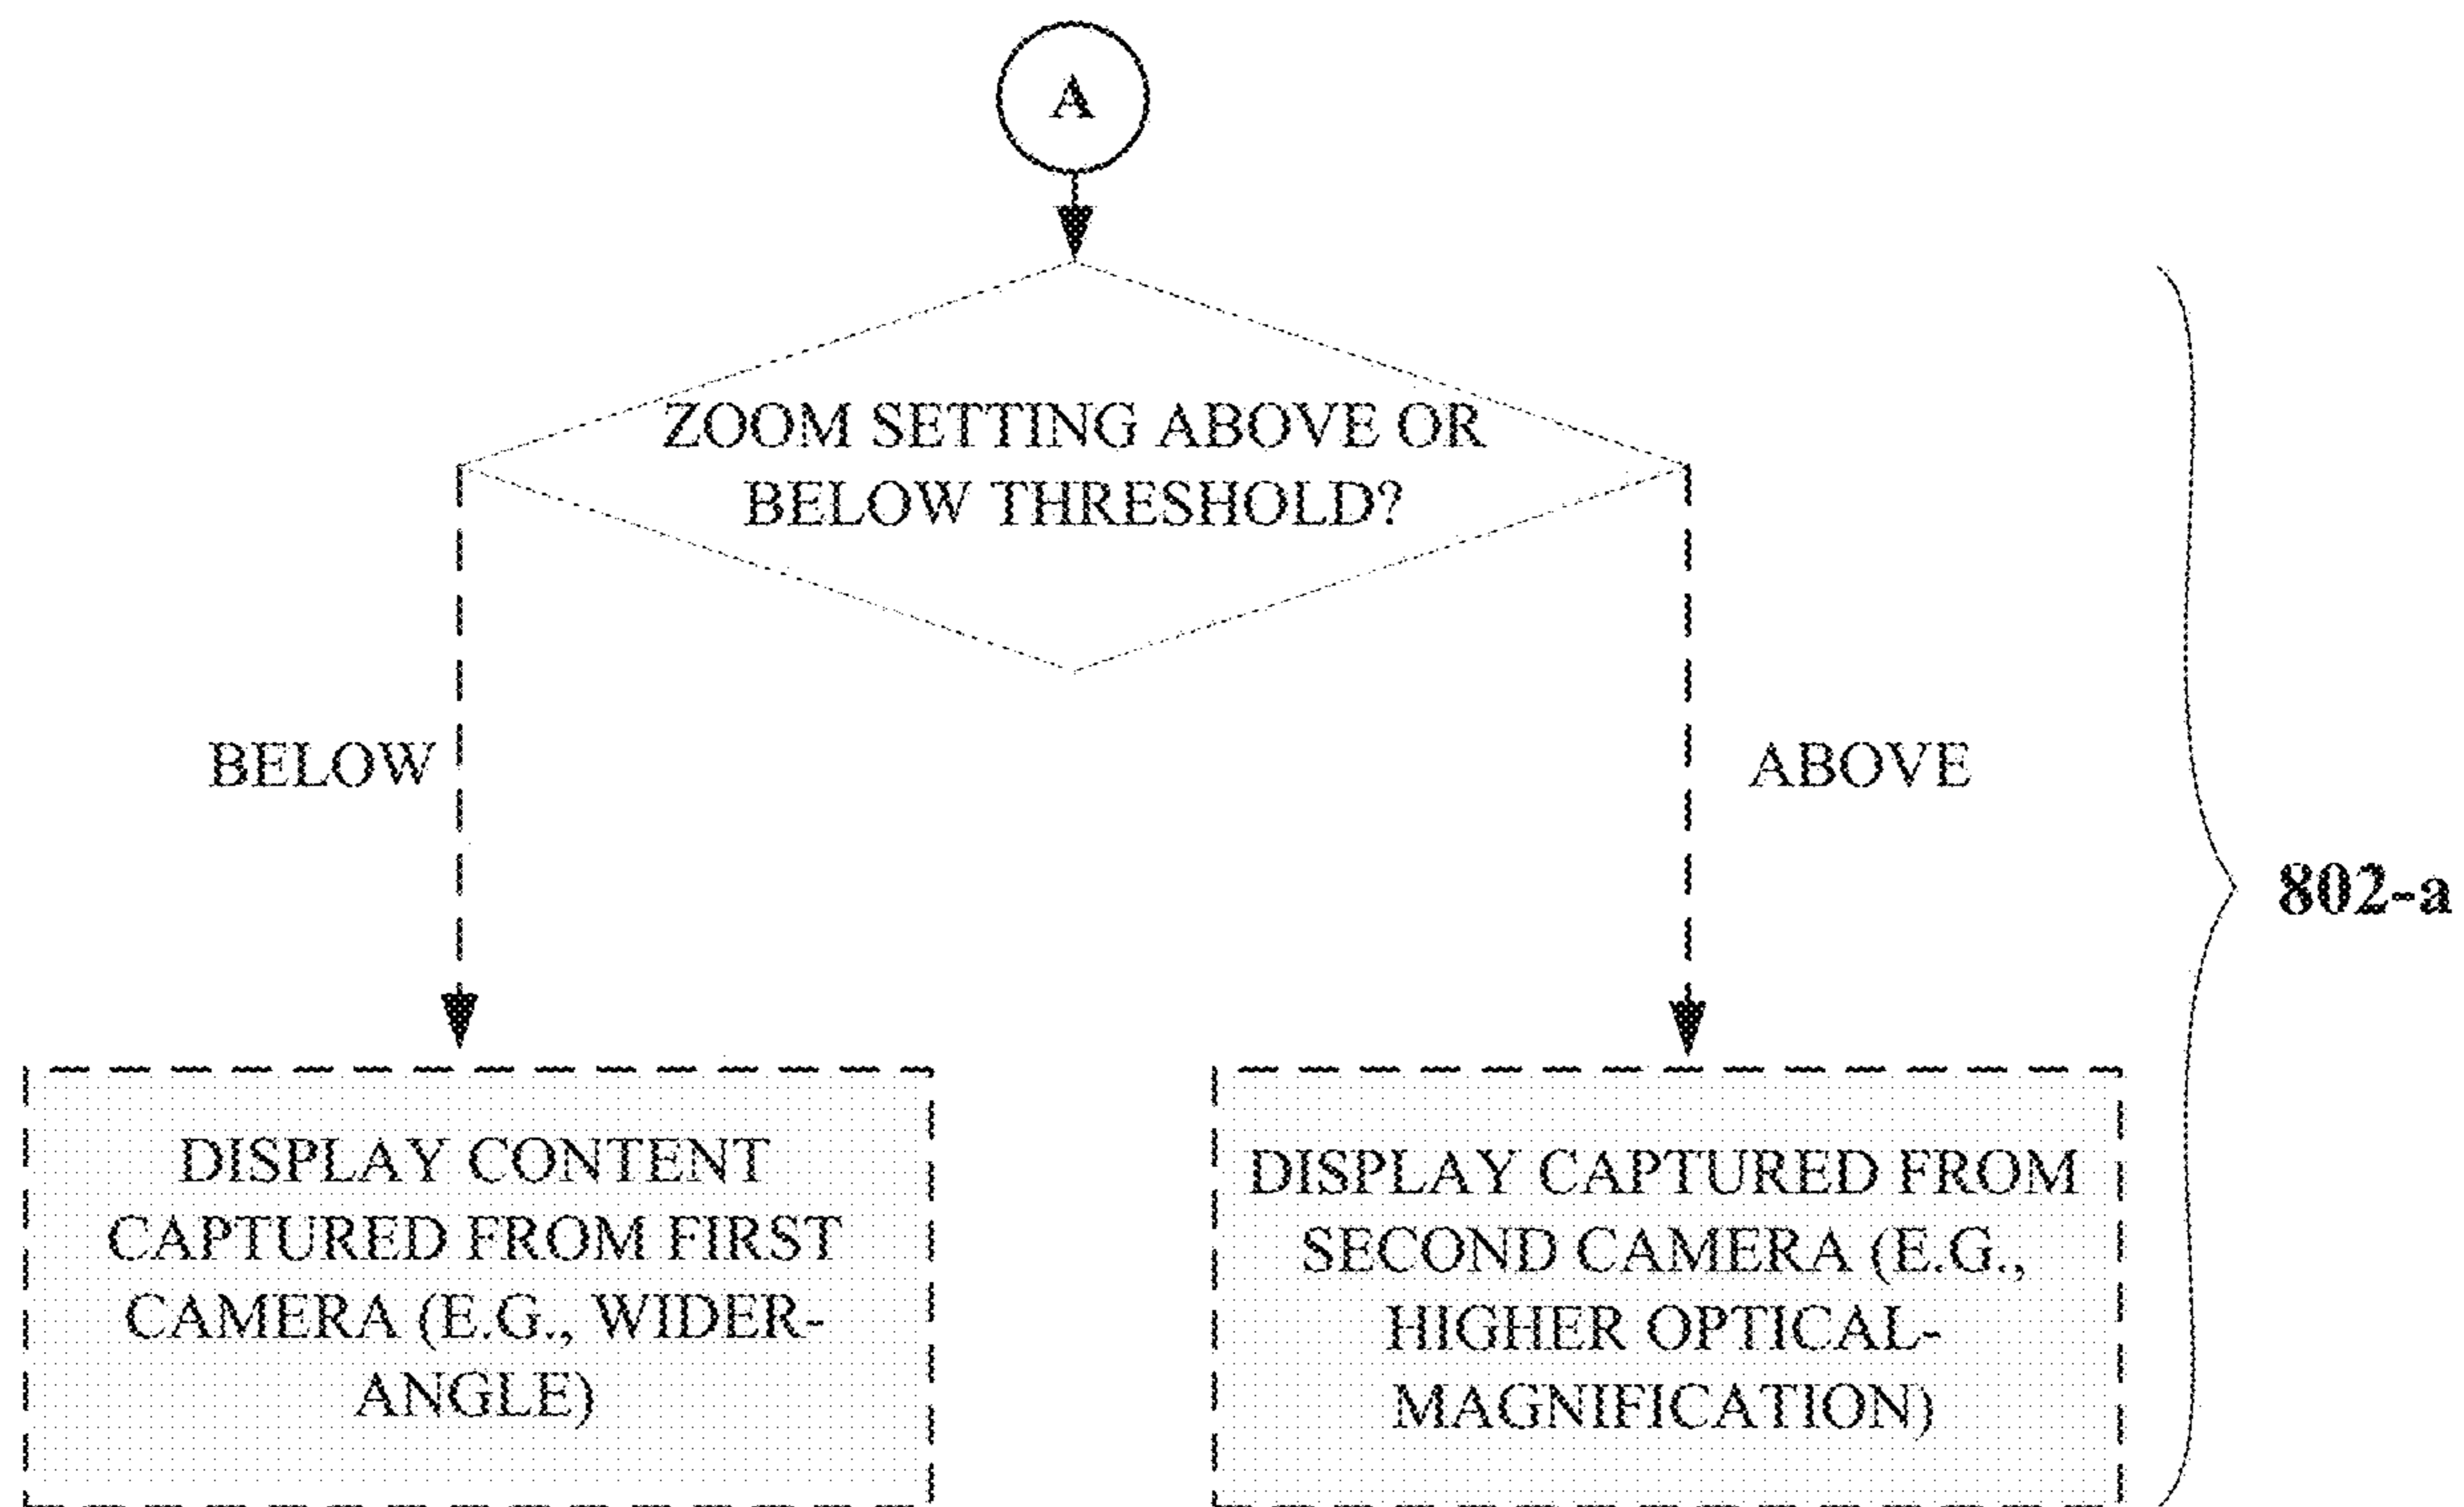 A
ZOOM SETTING ABOVE OR
BELOW THRESHOLD?
BELOW
ABOVE
802-a
DISPLAY CONTENT
CAPTURED FROM FIRST
CAMERA (E.G., WIDER-
ANGLE)
DISPLAY CAPTURED FROM
SECOND CAMERA (E.G.,
HIGHER OPTICAL-
MAGNIFICATION)